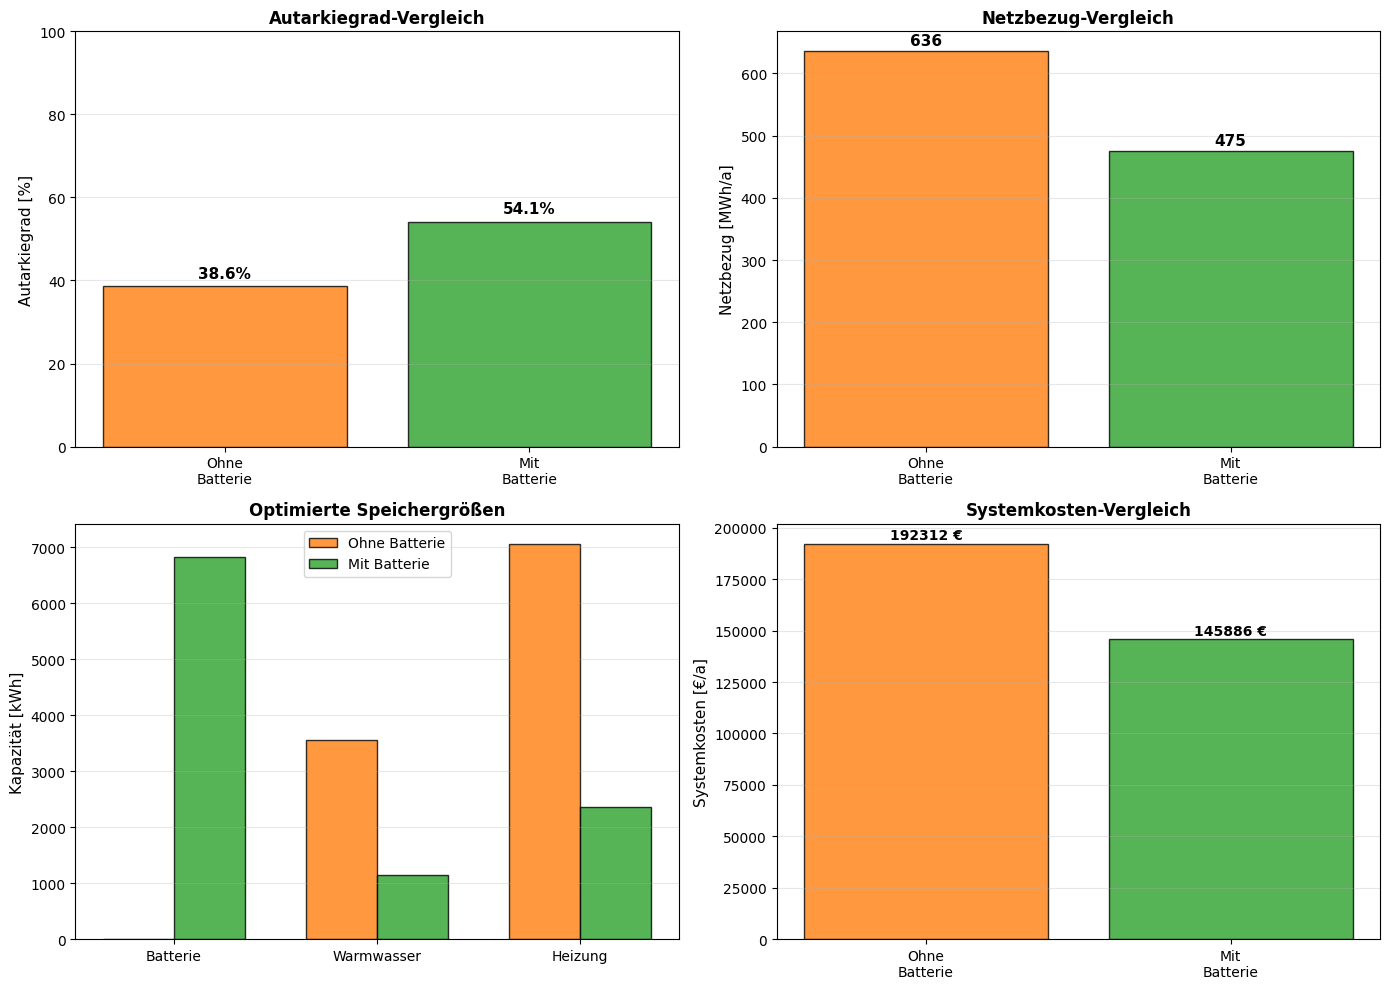 Autarkiegrad-Vergleich
Autarkiegrad [%]
100
80
60
40
20
0
38.6%
54.1%
Ohne
Batterie
Mit
Batterie
Netzbezug-Vergleich
Netzbezug [MWh/a]
600
500
400
300
200
100
0
636
475
Ohne
Batterie
Mit
Batterie
Optimierte Speichergrößen
Kapazität [kWh]
7000
6000
5000
4000
3000
2000
1000
0
Ohne Batterie
Mit Batterie
Batterie
Warmwasser
Heizung
Systemkosten-Vergleich
Systemkosten [€/a]
200000
175000
150000
125000
100000
75000
50000
25000
0
192312 €
145886 €
Ohne
Batterie
Mit
Batterie